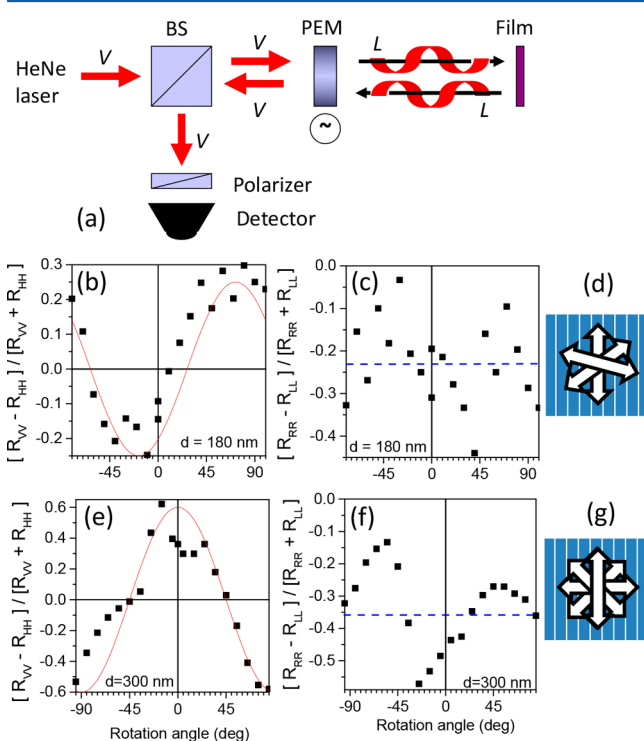 BS
PEM
Film
HeNe
laser
V
V
V
L
L
V
~
Polarizer
Detector
(a)
(b)
[ R_VV - R_HH ] / [R_VV + R_HH]
0.3
0.2
0.1
0.0
-0.1
-0.2
-45
0
45
90
d = 180 nm
(c)
[ R_RR - R_LL ] / [R_RR + R_LL]
0.0
-0.1
-0.2
-0.3
-0.4
-90
-45
0
45
90
d = 180 nm
(d)
(e)
[ R_VV - R_HH ] / [R_VV + R_HH]
0.6
0.4
0.2
0.0
-0.2
-0.4
-0.6
-90
-45
0
45
d=300 nm
Rotation angle (deg)
(f)
[ R_RR - R_LL ] / [R_RR + R_LL]
0.0
-0.1
-0.2
-0.3
-0.4
-0.5
-90
-45
0
45
d=300 nm
Rotation angle (deg)
(g)